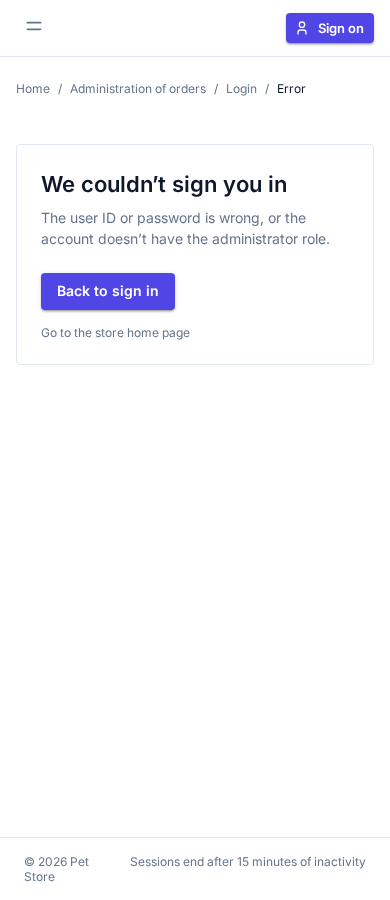 Sign on
Home / Administration of orders / Login / Error
We couldn’t sign you in
The user ID or password is wrong, or the
account doesn’t have the administrator role.
Back to sign in
Go to the store home page
© 2026 Pet
Store
Sessions end after 15 minutes of inactivity